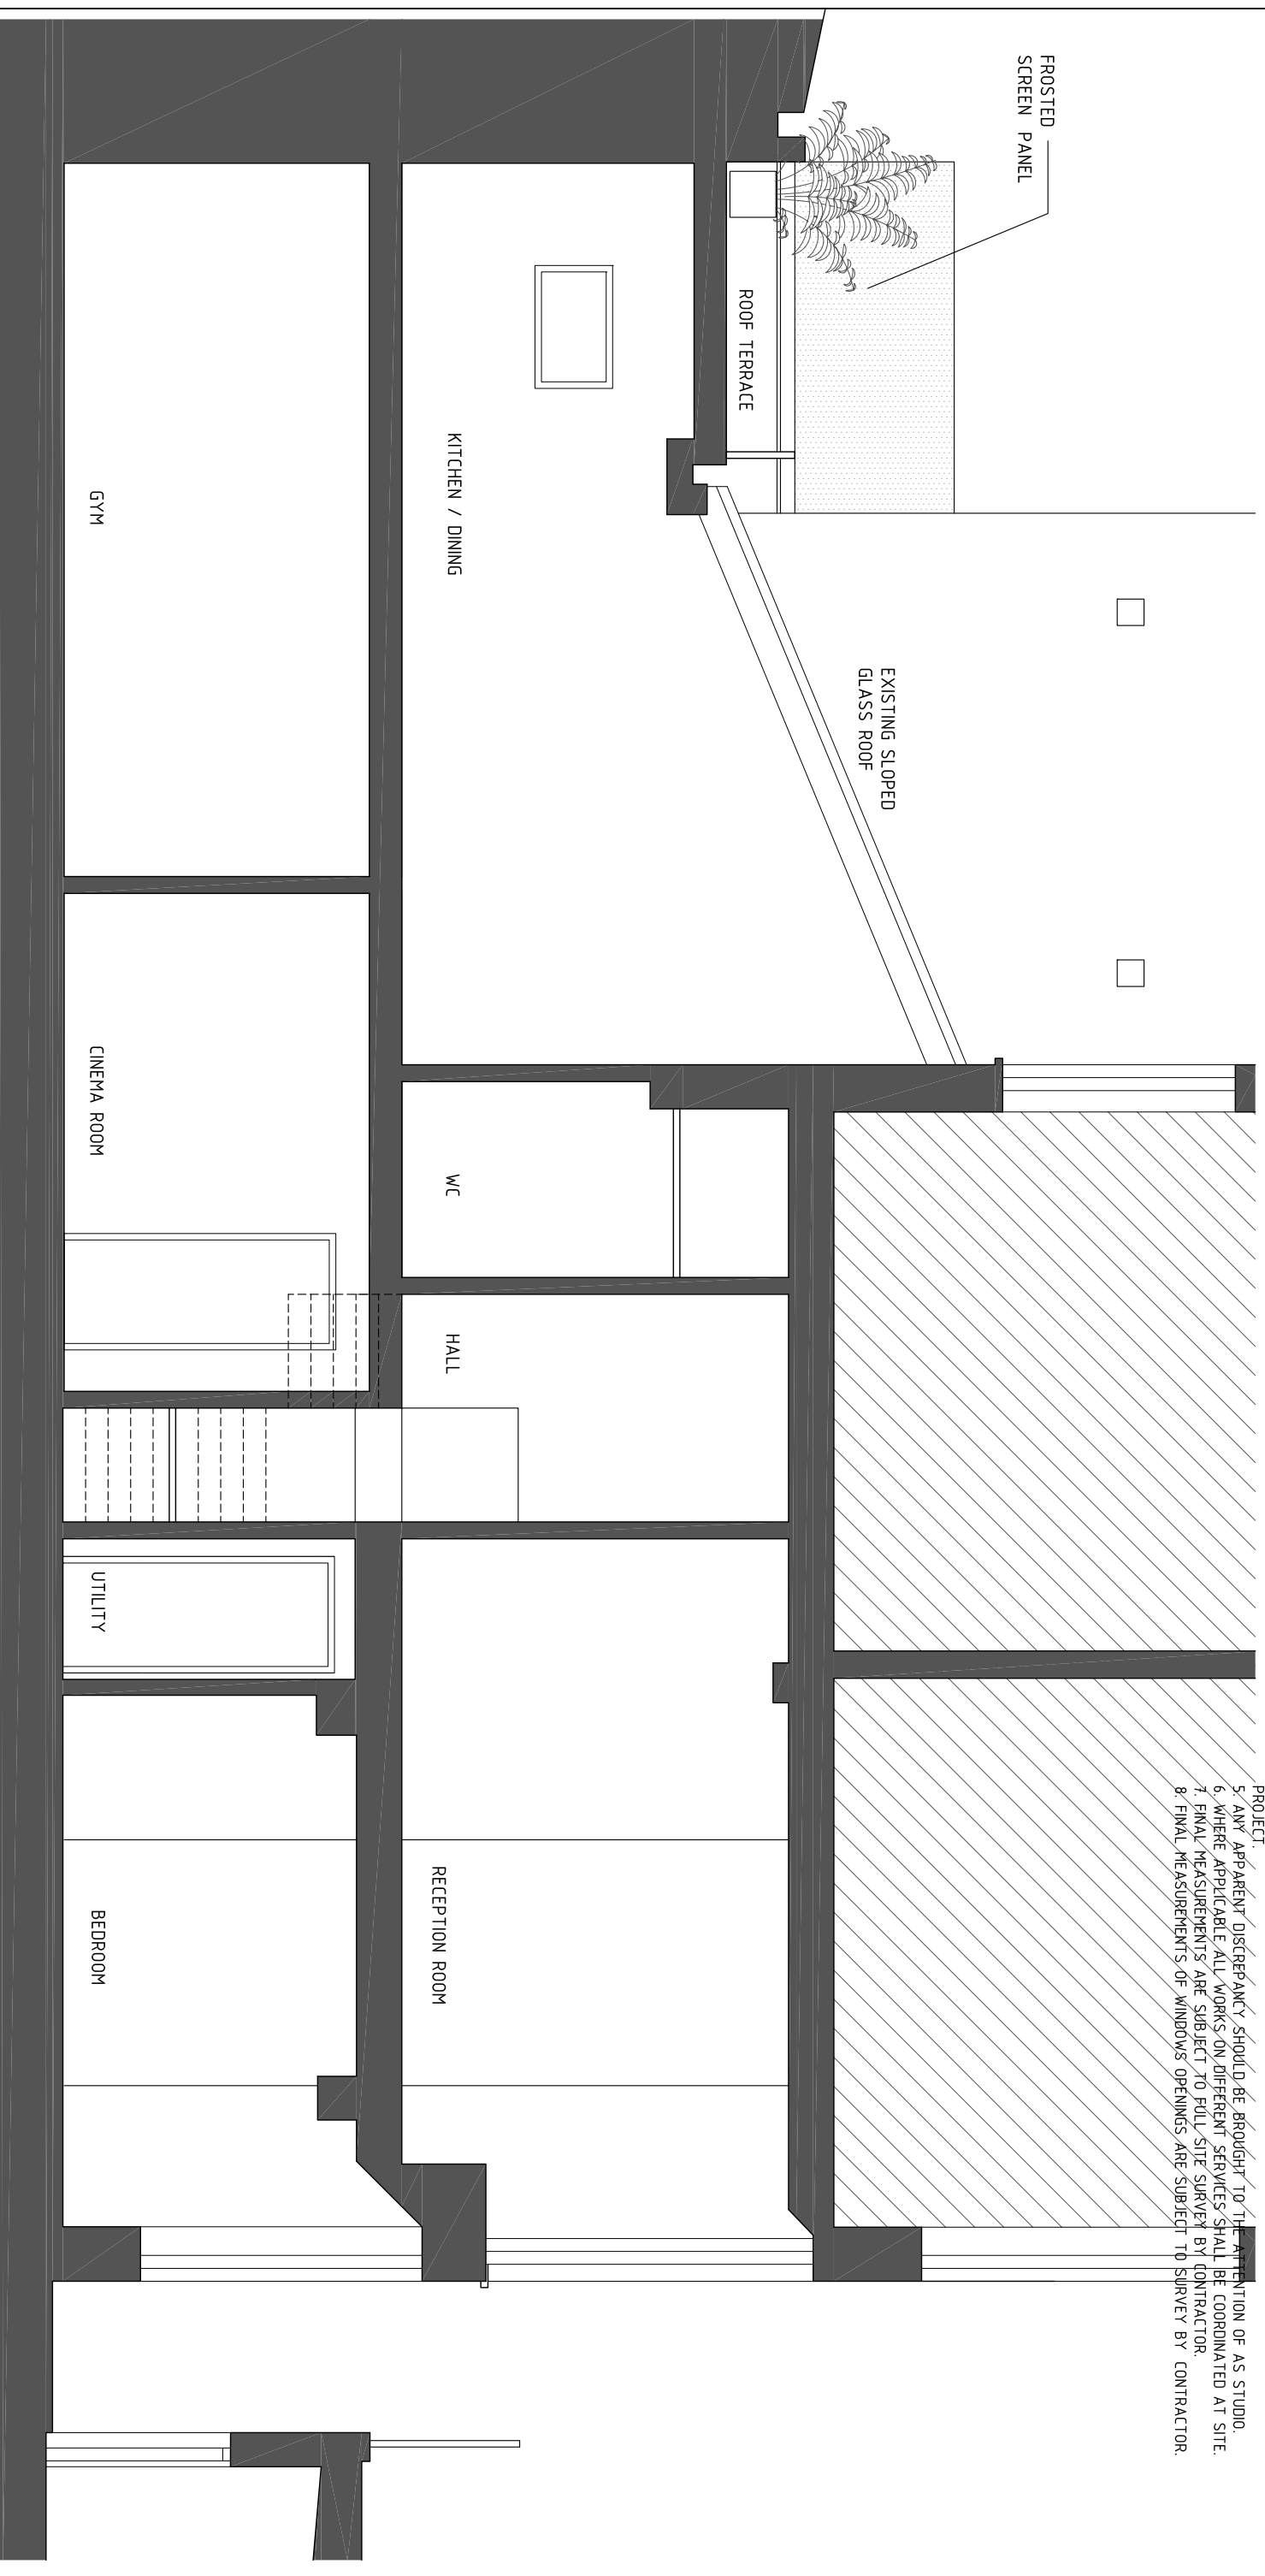 PROJECT.
5. ANY APPARENT DISCREPANCY SHOULD BE BROUGHT TO THE ATTENTION OF AS STUDIO.
6. WHERE APPLICABLE ALL WORKS ON DIFFERENT SERVICES SHALL BE COORDINATED AT SITE.
7. FINAL MEASUREMENTS ARE SUBJECT TO FULL SITE SURVEY BY CONTRACTOR.
8. FINAL MEASUREMENTS OF WINDOWS OPENINGS ARE SUBJECT TO SURVEY BY CONTRACTOR.
FROSTED
SCREEN PANEL
EXISTING SLOPED
GLASS ROOF
ROOF TERRACE
KITCHEN / DINING
WC
HALL
RECEPTION ROOM
GYM
CINEMA ROOM
UTILITY
BEDROOM